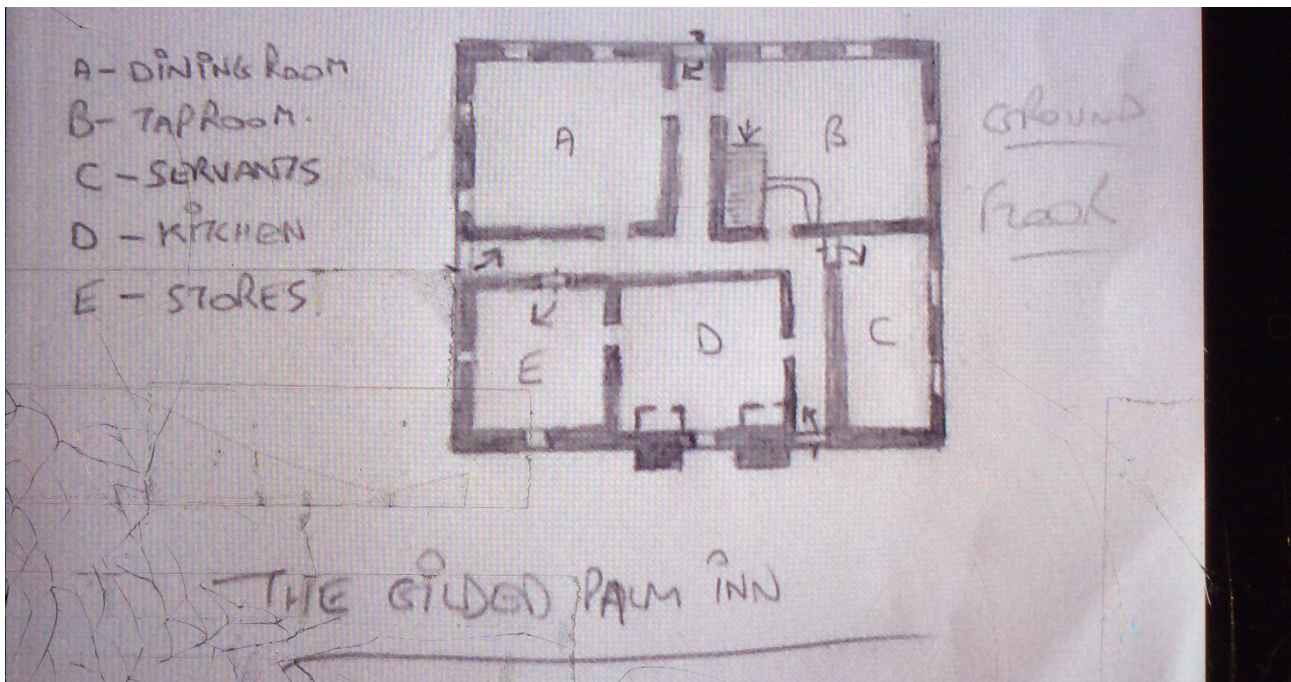 A - DINING ROOM
B - TAPROOM.
C - SERVANTS
D - KITCHEN
E - STORES
A
B
C
D
E
GROUND
FLOOR
THE GILDED PALM INN